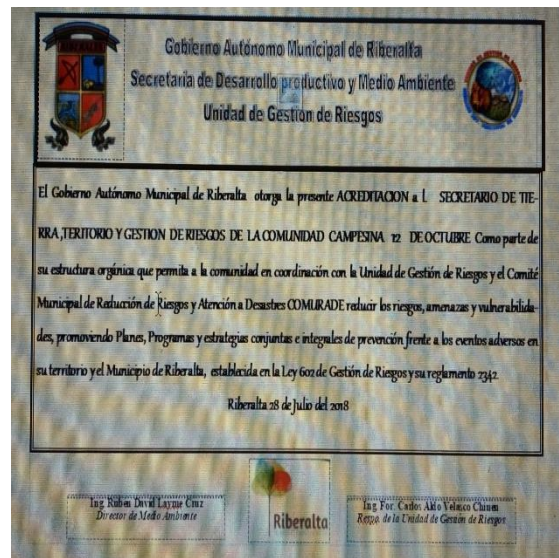 RIBERALTA
Gobierno Autónomo Municipal de Riberalta
Secretaria de Desarrollo productivo y Medio Ambiente
Unidad de Gestion de Riesgos
El Gobierno Autónomo Municipal de Riberalta otorga la presente ACREDITACION a l SECRETARIO DE TIE-
RRA ,TERITORIO Y GESTION DE RIESGOS DE LA COMUNIDAD CAMPESINA 12 DE OCTUBRE Como parte de
su estructura orgánica que permita a la comunidad en coordinación con la Unidad de Gestión de Riesgos y el Comité
Municipal de Reducción de Riesgos y Atención a Desastres COMURADE reducir los riesgos, amenazas y vulnerabilida-
des, promoviendo Planes, Programas y estrategias conjuntas e integrales de prevención frente a los eventos adversos en
su territorio y el Municipio de Riberalta, establecida en la Ley 602 de Gestión de Riesgos y su reglamento 2342.
Riberalta 28 de Julio del 2018
Ing. Ruben David Layme Cruz
Director de Medio Ambiente
Riberalta
Ing. For. Carlos Aldo Velasco Chinen
Respo. de la Unidad de Gestión de Riesgos